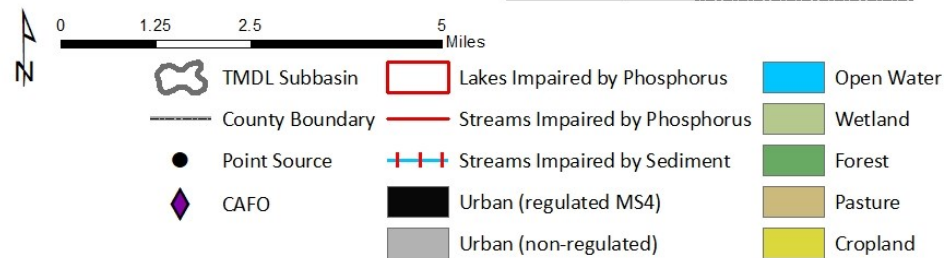 0 1.25 2.5 5
Miles
N
TMDL Subbasin Lakes Impaired by Phosphorus Open Water
County Boundary Streams Impaired by Phosphorus Wetland
Point Source Streams Impaired by Sediment Forest
CAFO Urban (regulated MS4) Pasture
Urban (non-regulated) Cropland